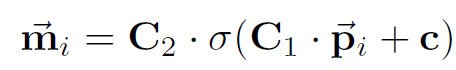 m⃗ᵢ = C₂ · σ(C₁ · p⃗ᵢ + c)